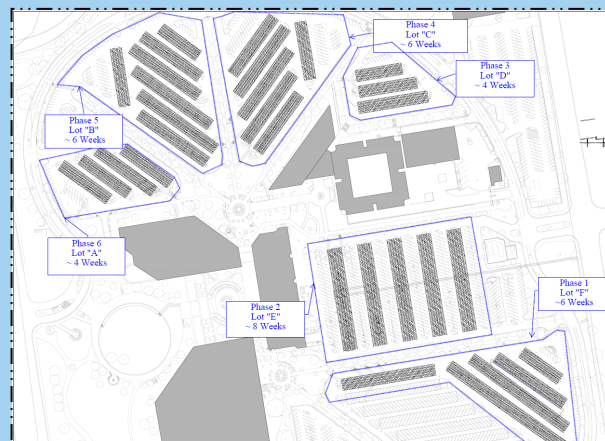 Phase 4
Lot "C"
~ 6 Weeks
Phase 3
Lot "D"
~ 4 Weeks
Phase 5
Lot "B"
~ 6 Weeks
Phase 6
Lot "A"
~ 4 Weeks
Phase 1
Lot "F"
~6 Weeks
Phase 2
Lot "E"
~ 8 Weeks